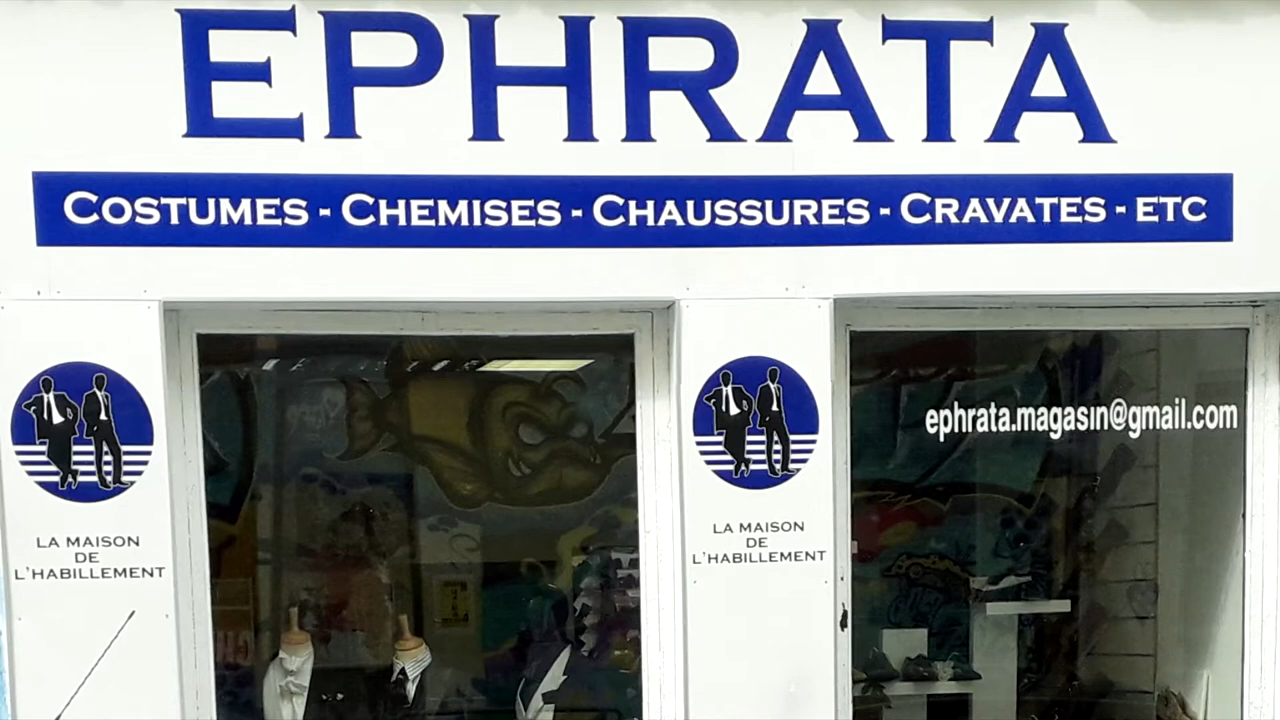 EPHRATA
COSTUMES - CHEMISES - CHAUSSURES - CRAVATES - ETC
ephrata.magasin@gmail.com
LA MAISON
DE
L'HABILLEMENT
LA MAISON
DE
L'HABILLEMENT